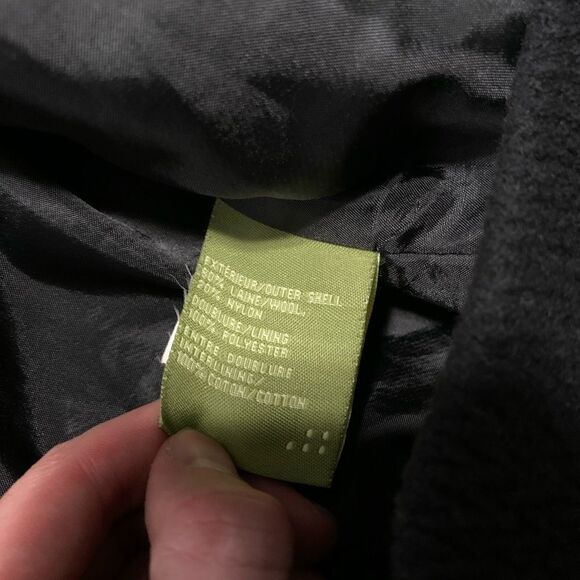 EXTERIEUR/OUTER SHELL
80% LAINE/WOOL,
20% NYLON
DOUBLURE/LINING
100% POLYESTER
ENTRE DOUBLURE
INTERLINING/
100% COTON/COTTON